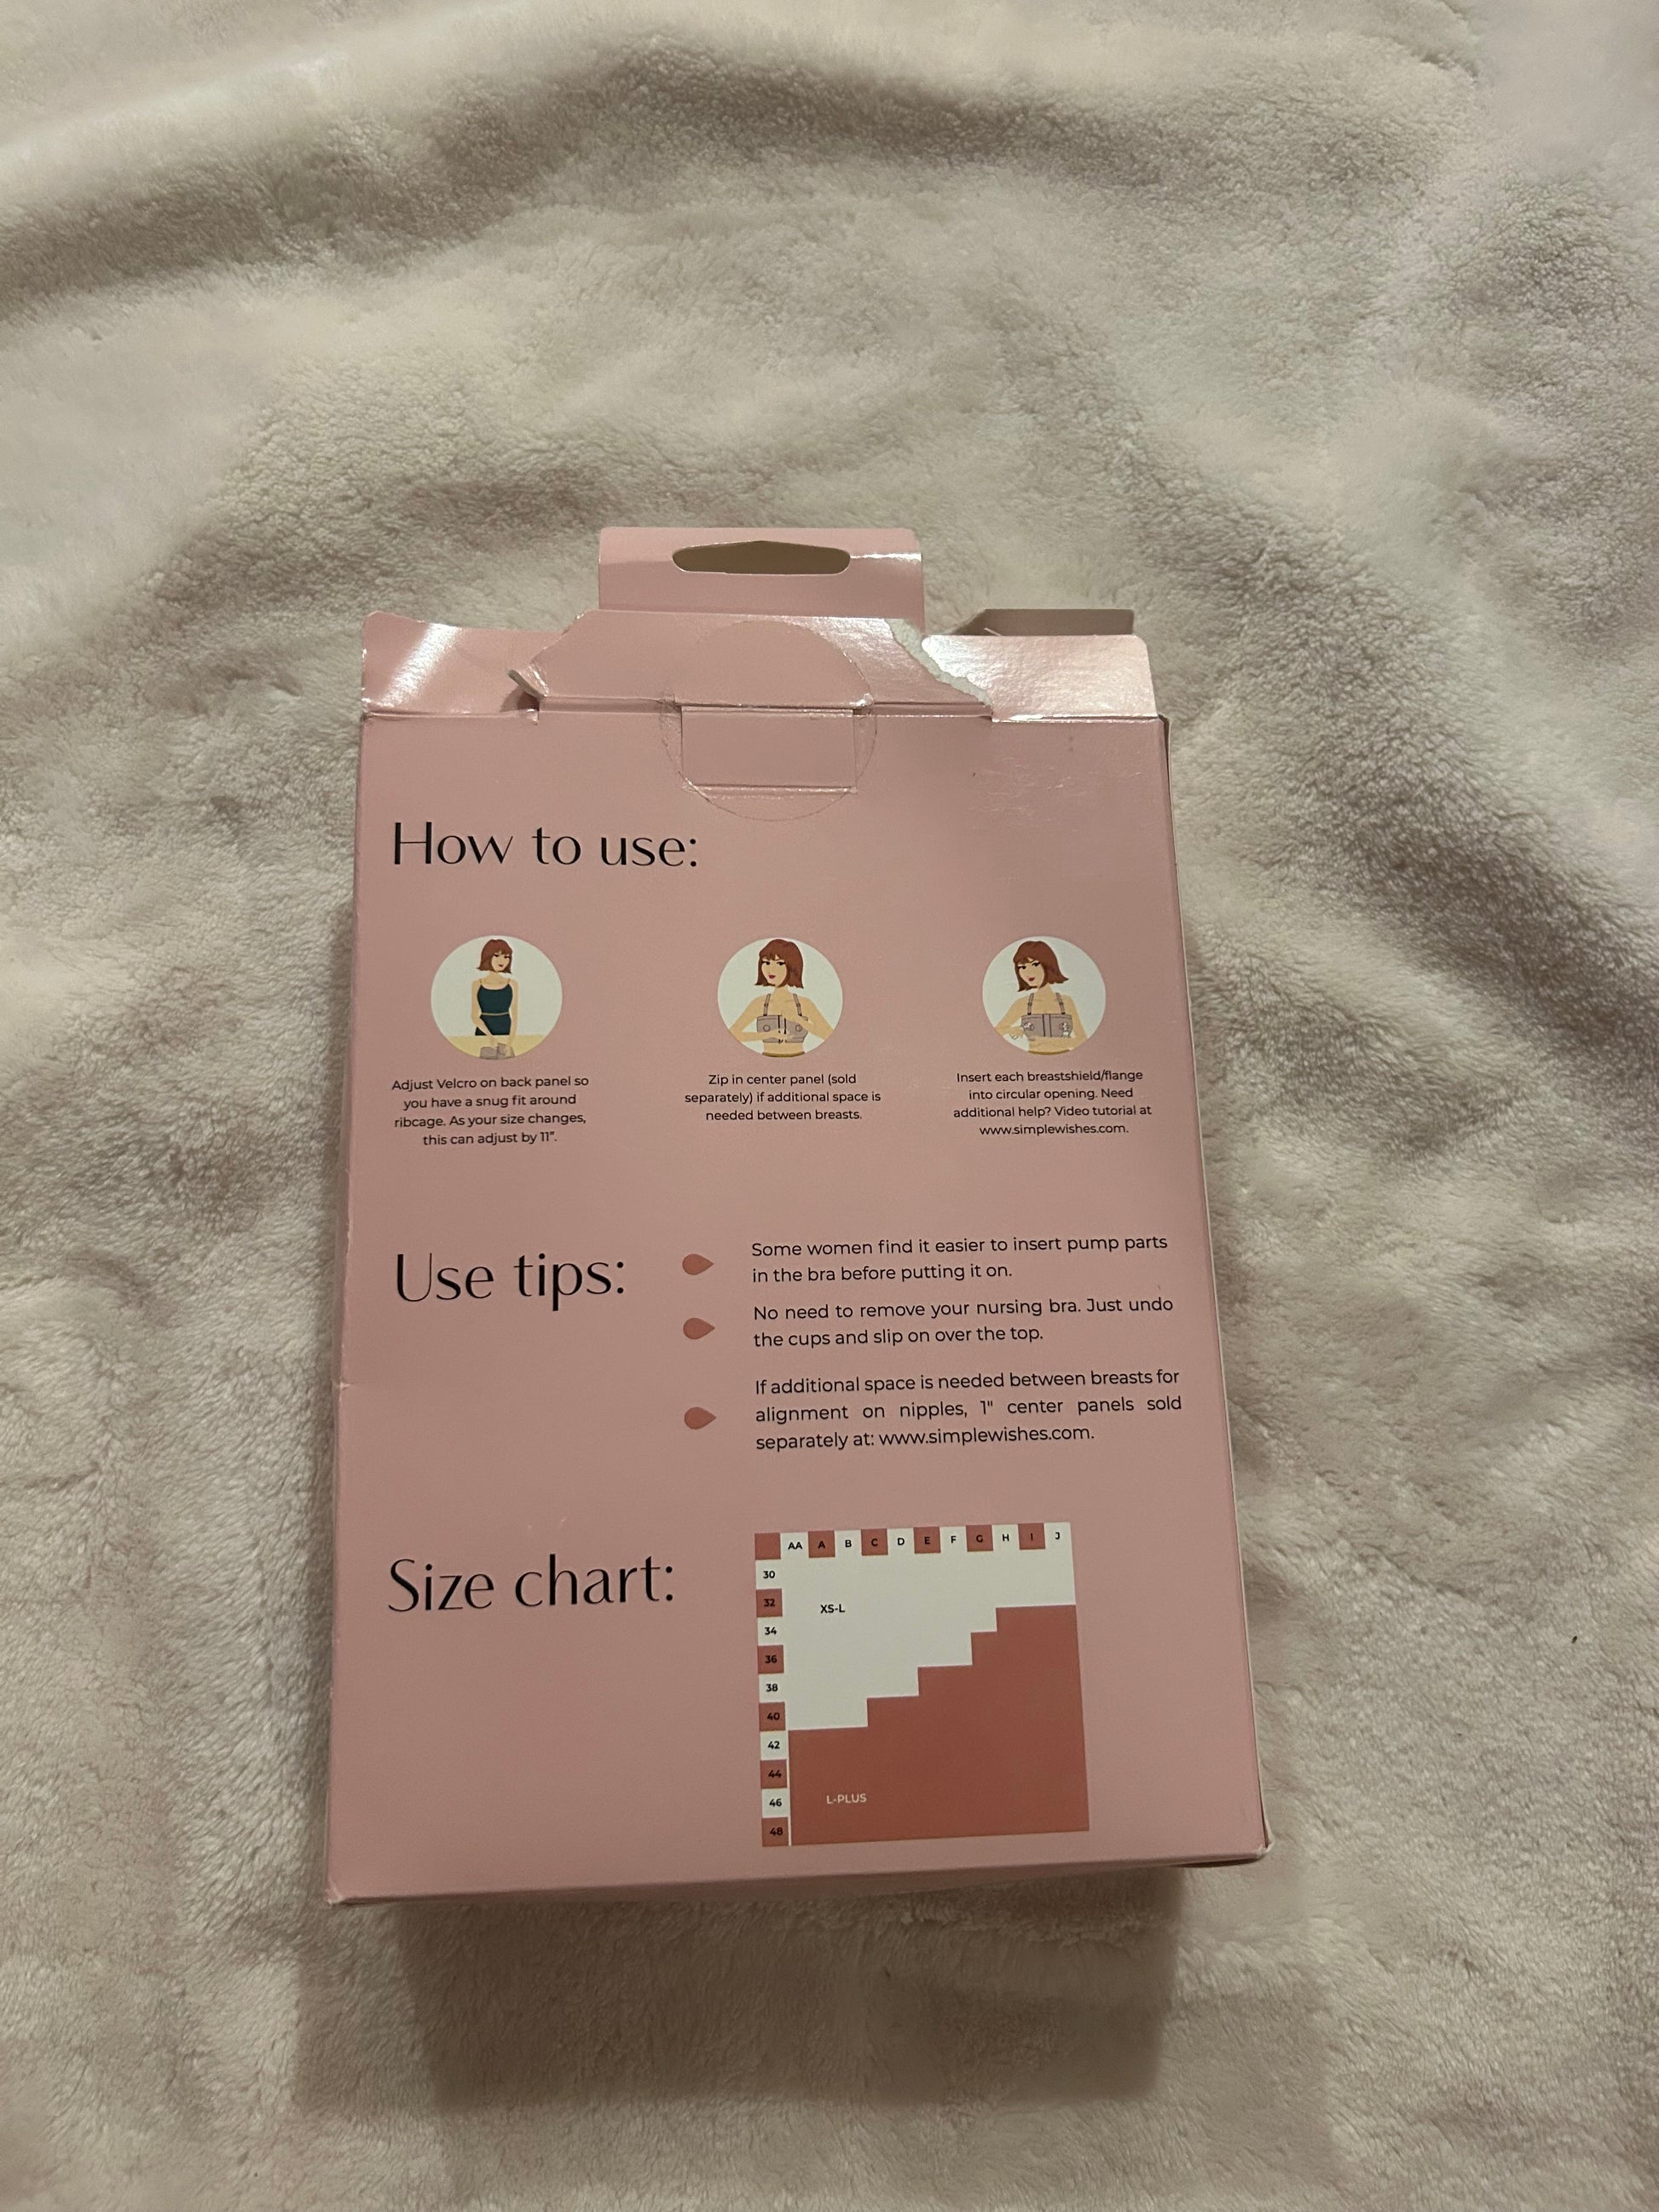 How to use:
Adjust Velcro on back panel so
you have a snug fit around
ribcage. As your size changes,
this can adjust by 11”.
Zip in center panel (sold
separately) if additional space is
needed between breasts.
Insert each breastshield/flange
into circular opening. Need
additional help? Video tutorial at
www.simplewishes.com.
Use tips:
Some women find it easier to insert pump parts
in the bra before putting it on.
No need to remove your nursing bra. Just undo
the cups and slip on over the top.
If additional space is needed between breasts for
alignment on nipples, 1" center panels sold
separately at: www.simplewishes.com.
Size chart:
AA A B C D E F G H I J
30
32
XS-L
34
36
38
40
42
44
46
L-PLUS
48